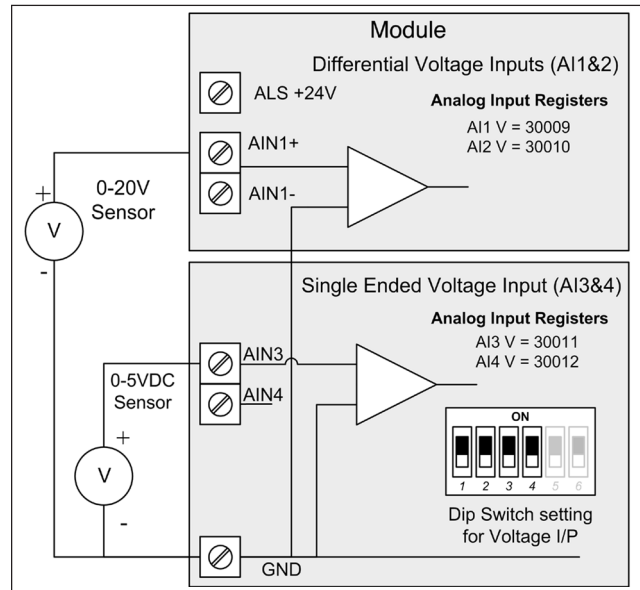 Module
Differential Voltage Inputs (AI1&2)
ALS +24V
Analog Input Registers
AI1 V = 30009
AI2 V = 30010
AIN1+
AIN1-
+
0-20V
Sensor
V
-
Single Ended Voltage Input (AI3&4)
Analog Input Registers
AI3 V = 30011
AI4 V = 30012
AIN3
AIN4
0-5VDC
Sensor
+
V
-
ON
1 2 3 4 5 6
Dip Switch setting
for Voltage I/P
GND